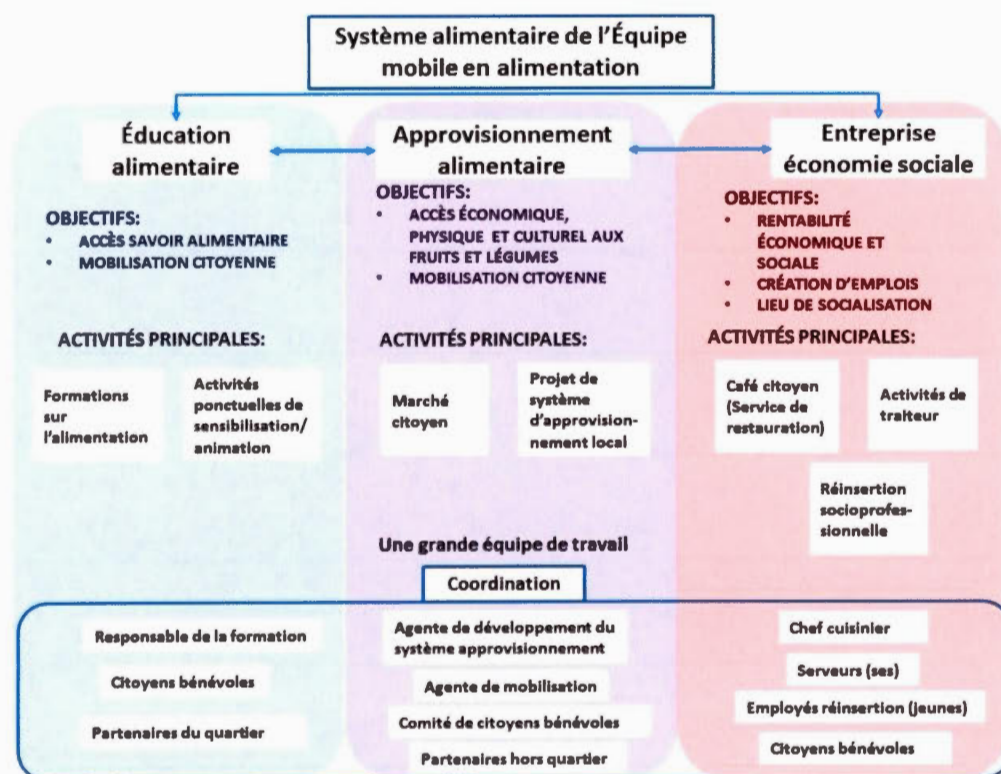 Système alimentaire de l'Équipe
mobile en alimentation
Éducation
alimentaire
OBJECTIFS:
• ACCÈS SAVOIR ALIMENTAIRE
• MOBILISATION CITOYENNE
ACTIVITÉS PRINCIPALES:
Formations
sur
l'alimentation
Activités
ponctuelles de
sensibilisation/
animation
Approvisionnement
alimentaire
OBJECTIFS:
• ACCÈS ÉCONOMIQUE,
PHYSIQUE ET CULTUREL AUX
FRUITS ET LÉGUMES
• MOBILISATION CITOYENNE
ACTIVITÉS PRINCIPALES:
Marché
citoyen
Projet de
système
d'approvision-
nement local
Entreprise
économie sociale
OBJECTIFS:
• RENTABILITÉ
ÉCONOMIQUE ET
SOCIALE
• CRÉATION D'EMPLOIS
• LIEU DE SOCIALISATION
ACTIVITÉS PRINCIPALES:
Café citoyen
(Service de
restauration)
Activités de
traiteur
Réinsertion
socioprofes-
sionnelle
Une grande équipe de travail
Coordination
Responsable de la formation
Citoyens bénévoles
Partenaires du quartier
Agente de développement du
système approvisionnement
Agente de mobilisation
Comité de citoyens bénévoles
Partenaires hors quartier
Chef cuisinier
Serveurs (ses)
Employés réinsertion (jeunes)
Citoyens bénévoles